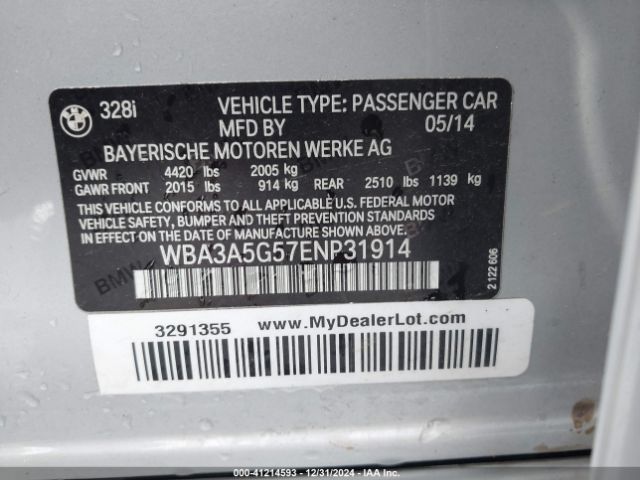 BMW 328i VEHICLE TYPE: PASSENGER CAR
MFD BY 05/14
BAYERISCHE MOTOREN WERKE AG
GVWR 4420 lbs 2005 kg
GAWR FRONT 2015 lbs 914 kg REAR 2510 lbs 1139 kg
THIS VEHICLE CONFORMS TO ALL APPLICABLE U.S. FEDERAL MOTOR
VEHICLE SAFETY, BUMPER AND THEFT PREVENTION STANDARDS
IN EFFECT ON THE DATE OF MANUFACTURE SHOWN ABOVE.
WBA3A5G57ENP31914
2 122 606
3291355 www.MyDealerLot.com
Stock#: 41214593 - 12/31/2024 - IAA Inc.